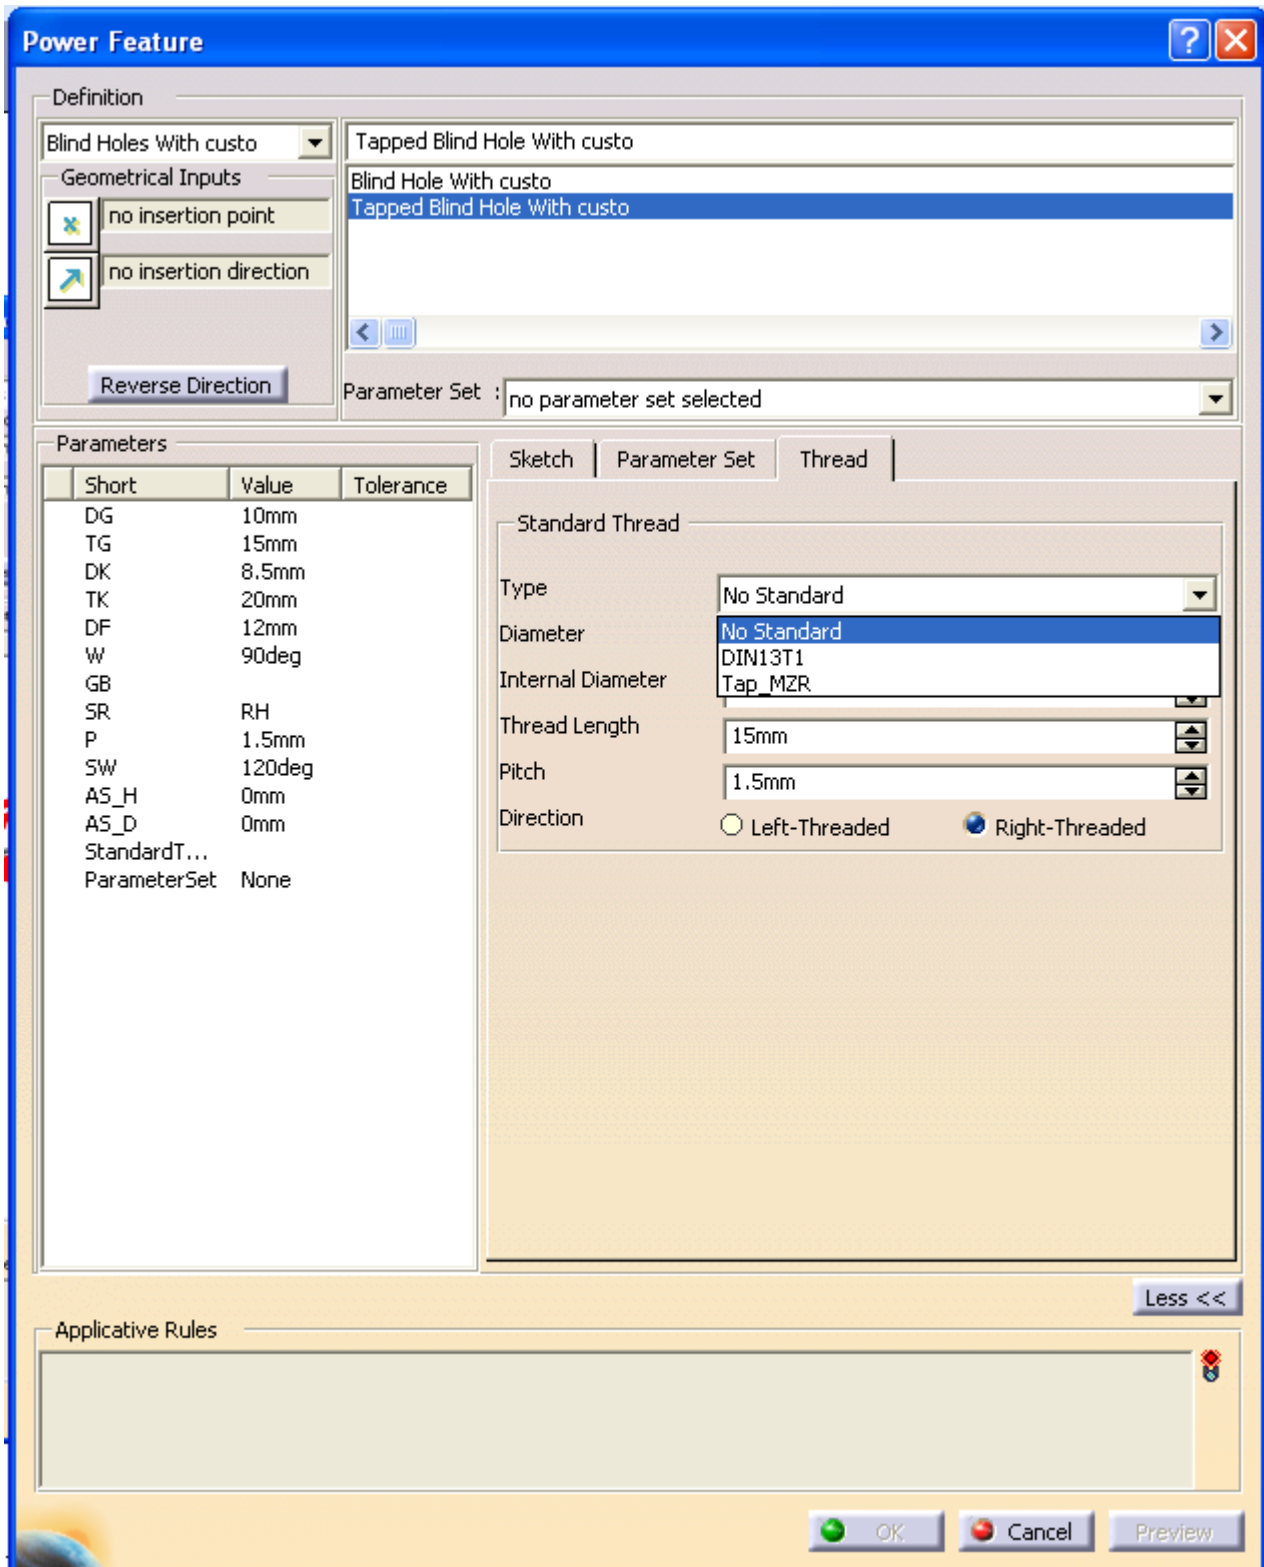 Power Feature
Definition
Blind Holes With custo
Tapped Blind Hole With custo
Geometrical Inputs
no insertion point
no insertion direction
Reverse Direction
Blind Hole With custo
Tapped Blind Hole With custo
Parameter Set : no parameter set selected
Parameters
Short Value Tolerance
DG 10mm
TG 15mm
DK 8.5mm
TK 20mm
DF 12mm
W 90deg
GB
SR RH
P 1.5mm
SW 120deg
AS_H 0mm
AS_D 0mm
StandardT...
ParameterSet None
Sketch Parameter Set Thread
Standard Thread
Type No Standard
No Standard
DIN13T1
Tap_MZR
Diameter
Internal Diameter
Thread Length 15mm
Pitch 1.5mm
Direction Left-Threaded Right-Threaded
Less <<
Applicative Rules
OK Cancel Preview